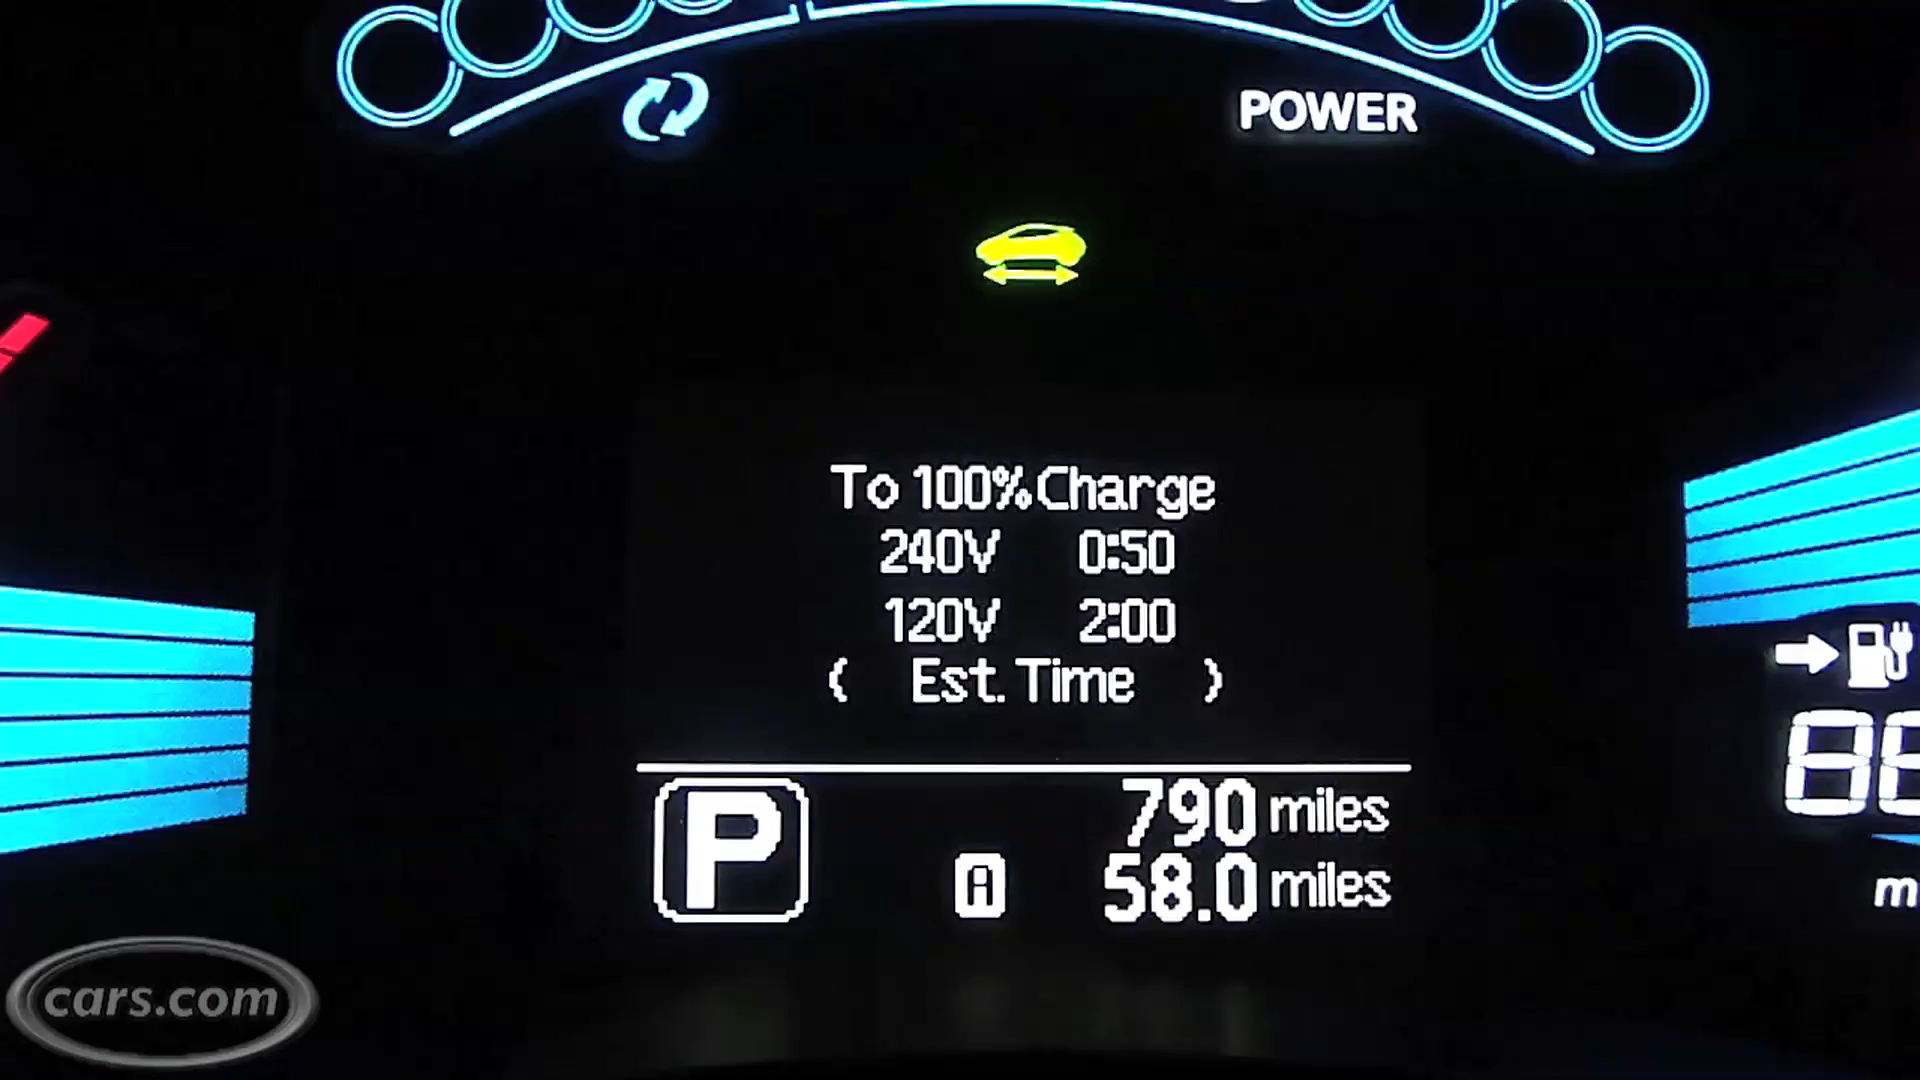 POWER
To 100% Charge
240V 0:50
120V 2:00
( Est. Time )
P
790 miles
A 58.0 miles
cars.com